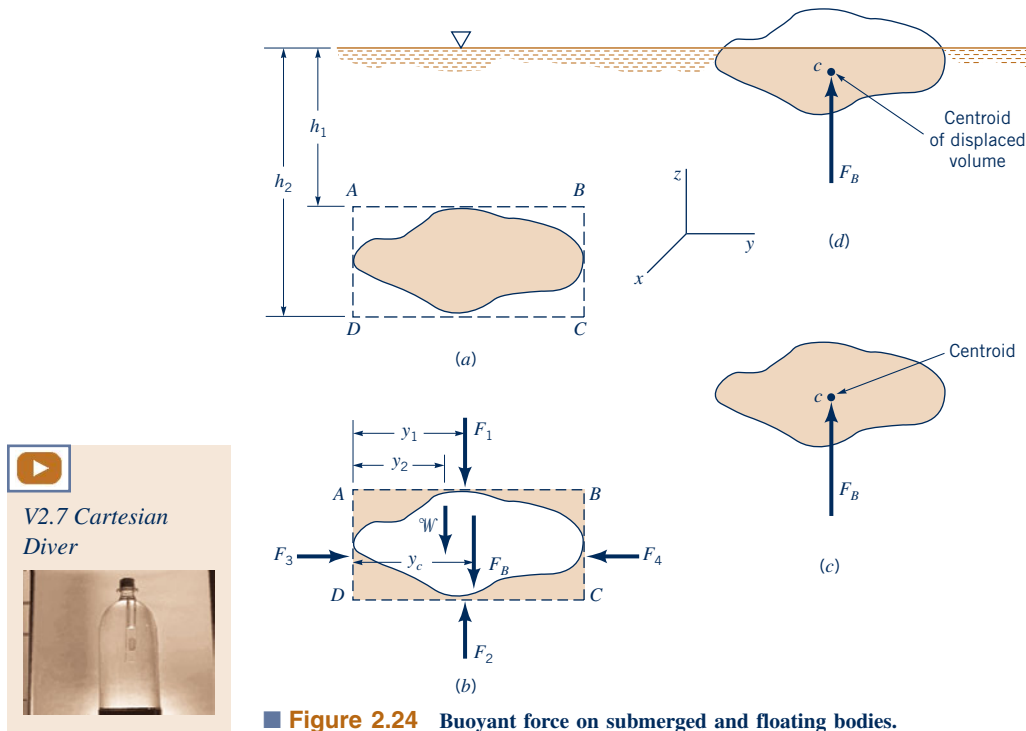 h₁
h₂
A
B
D
C
(a)
z
y
x
c
F_B
Centroid
of displaced
volume
(d)
Centroid
c
F_B
(c)
y₁
F₁
y₂
A
B
𝒲
F₃
y_c
F_B
F₄
D
C
F₂
(b)
V2.7 Cartesian
Diver
Figure 2.24 Buoyant force on submerged and floating bodies.